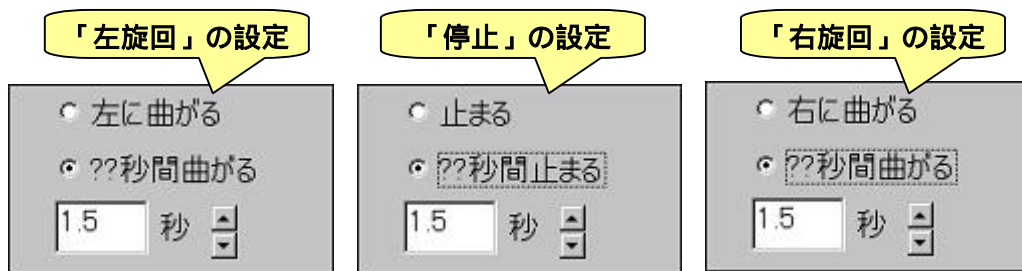 「左旋回」の設定
左に曲がる
??秒間曲がる
1.5 秒
「停止」の設定
止まる
??秒間止まる
1.5 秒
「右旋回」の設定
右に曲がる
??秒間曲がる
1.5 秒